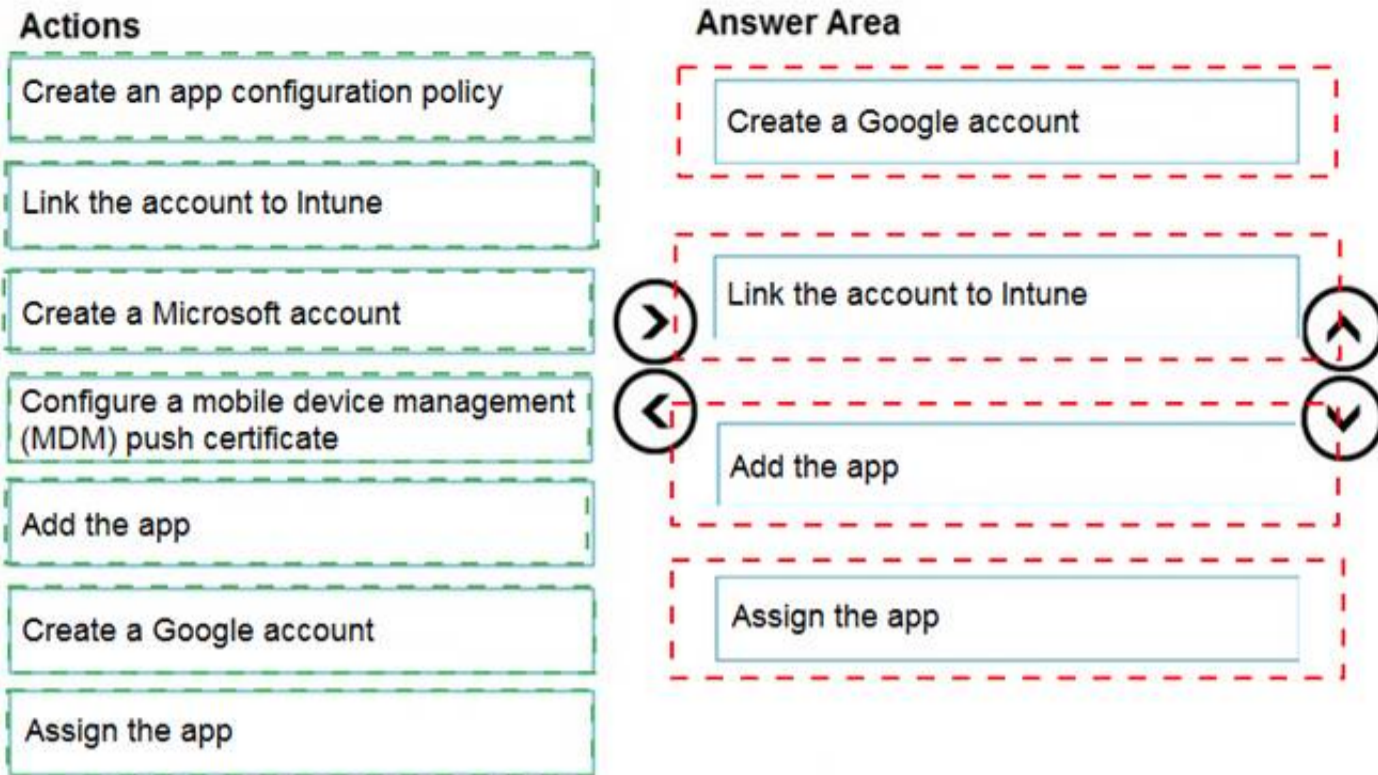 Actions
Create an app configuration policy
Link the account to Intune
Create a Microsoft account
Configure a mobile device management
(MDM) push certificate
Add the app
Create a Google account
Assign the app
Answer Area
Create a Google account
Link the account to Intune
Add the app
Assign the app